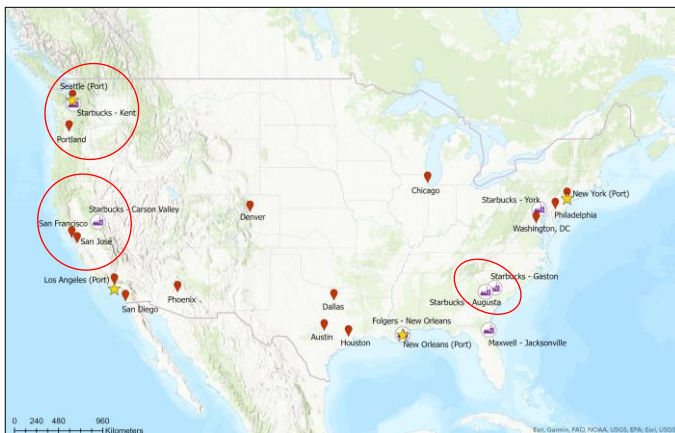 Seattle (Port)
Starbucks - Kent
Portland
Starbucks - Carson Valley
San Francisco
San José
Los Angeles (Port)
San Diego
Phoenix
Denver
Chicago
Dallas
Austin
Houston
Folgers - New Orleans
New Orleans (Port)
Starbucks - York
New York (Port)
Philadelphia
Washington, DC
Starbucks - Gaston
Starbucks - Augusta
Maxwell - Jacksonville
0 240 480 960
Kilometers
Esri, Garmin, FAO, NOAA, USGS, EPA; Esri, USGS